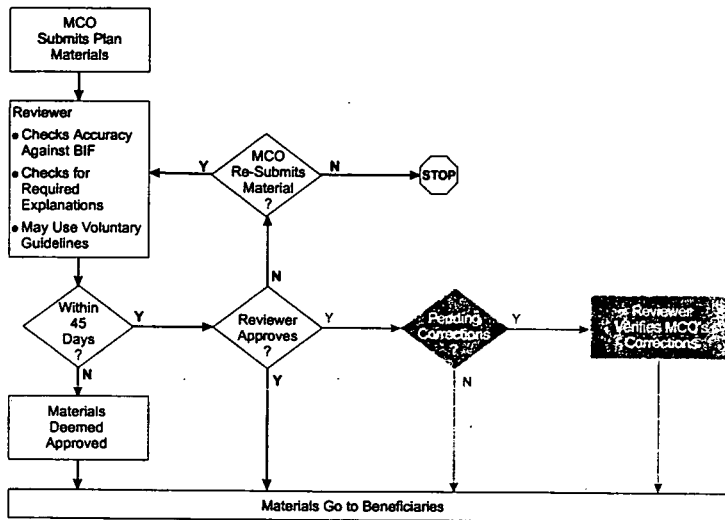 MCO
Submits Plan
Materials
Reviewer
• Checks Accuracy
Against BIF
• Checks for
Required
Explanations
• May Use Voluntary
Guidelines
Y
MCO
Re-Submits
Material
?
N
STOP
N
Within
45
Days
?
Y
Reviewer
Approves
?
Y
Pending
Corrections
?
Y
Reviewer
Verifies MCO's
Corrections
N
Y
N
Materials
Deemed
Approved
Materials Go to Beneficiaries